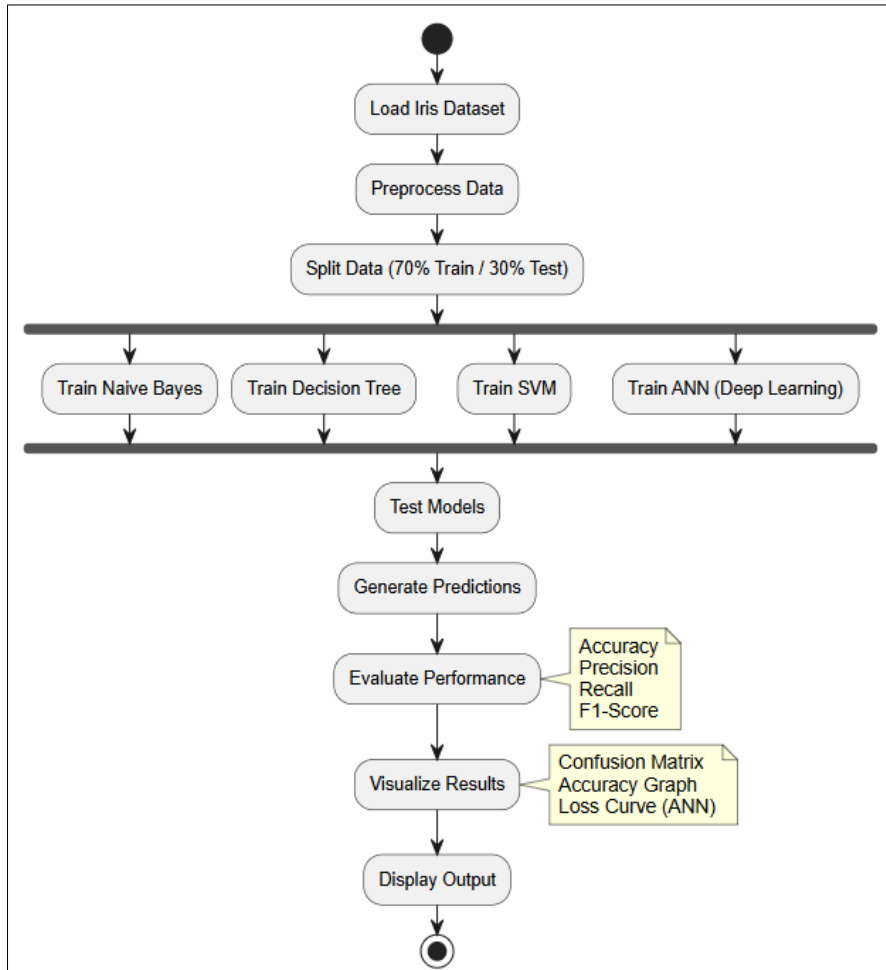 Load Iris Dataset
Preprocess Data
Split Data (70% Train / 30% Test)
Train Naive Bayes
Train Decision Tree
Train SVM
Train ANN (Deep Learning)
Test Models
Generate Predictions
Evaluate Performance
Accuracy
Precision
Recall
F1-Score
Visualize Results
Confusion Matrix
Accuracy Graph
Loss Curve (ANN)
Display Output